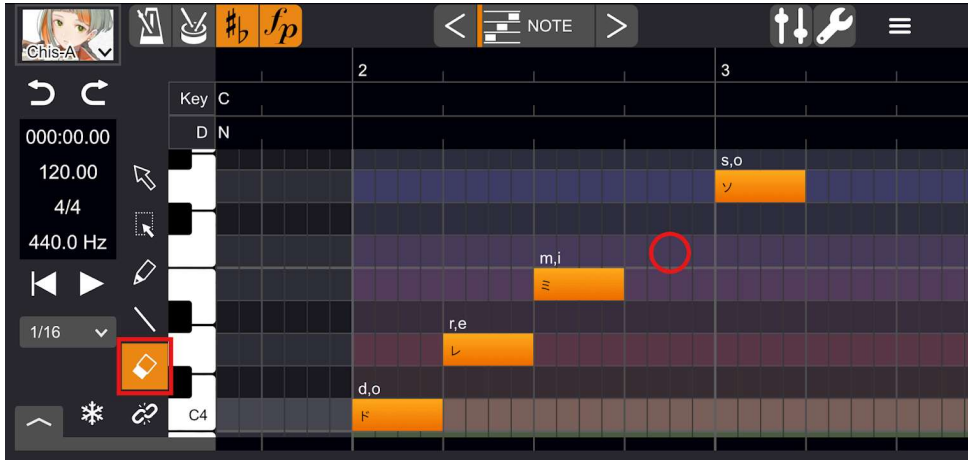 Chis-A
NOTE
2
3
Key C
000:00.00
D N
120.00
4/4
440.0 Hz
1/16
C4
s,o
ソ
m,i
ミ
r,e
レ
d,o
ド